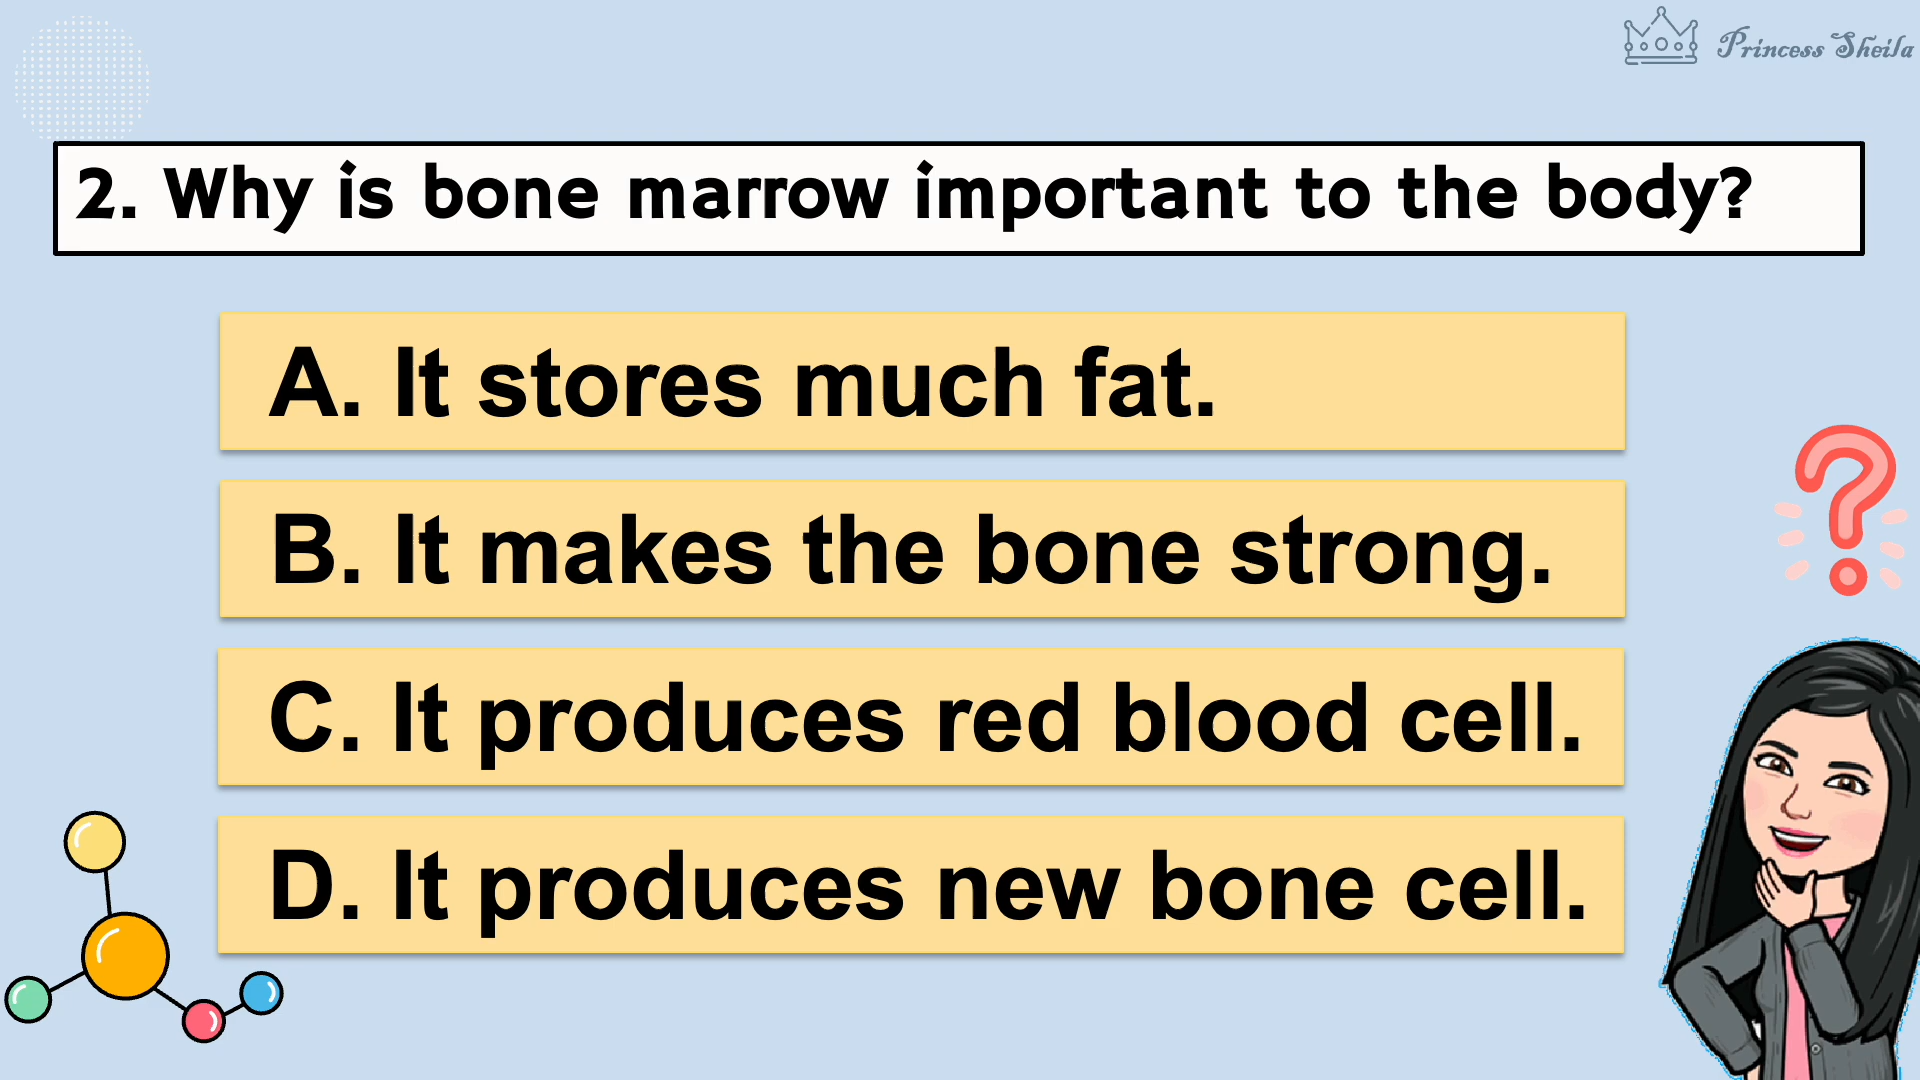 Princess Sheila
2. Why is bone marrow important to the body?
A. It stores much fat.
B. It makes the bone strong.
C. It produces red blood cell.
D. It produces new bone cell.